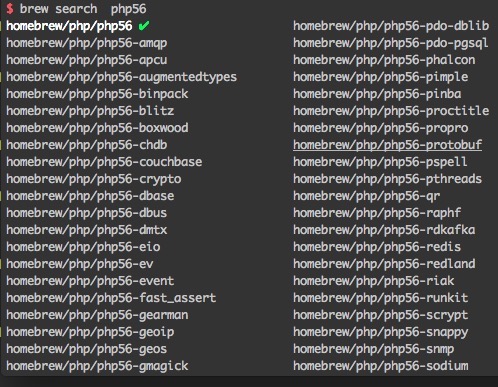 $ brew search  php56
homebrew/php/php56 ✔ homebrew/php/php56-pdo-dblib
homebrew/php/php56-amqp homebrew/php/php56-pdo-pgsql
homebrew/php/php56-apcu homebrew/php/php56-phalcon
homebrew/php/php56-augmentedtypes homebrew/php/php56-pimple
homebrew/php/php56-binpack homebrew/php/php56-pinba
homebrew/php/php56-blitz homebrew/php/php56-proctitle
homebrew/php/php56-boxwood homebrew/php/php56-propro
homebrew/php/php56-chdb homebrew/php/php56-protobuf
homebrew/php/php56-couchbase homebrew/php/php56-pspell
homebrew/php/php56-crypto homebrew/php/php56-pthreads
homebrew/php/php56-dbase homebrew/php/php56-qr
homebrew/php/php56-dbus homebrew/php/php56-raphf
homebrew/php/php56-dmtx homebrew/php/php56-rdkafka
homebrew/php/php56-eio homebrew/php/php56-redis
homebrew/php/php56-ev homebrew/php/php56-redland
homebrew/php/php56-event homebrew/php/php56-riak
homebrew/php/php56-fast_assert homebrew/php/php56-runkit
homebrew/php/php56-gearman homebrew/php/php56-scrypt
homebrew/php/php56-geoip homebrew/php/php56-snappy
homebrew/php/php56-geos homebrew/php/php56-snmp
homebrew/php/php56-gmagick homebrew/php/php56-sodium